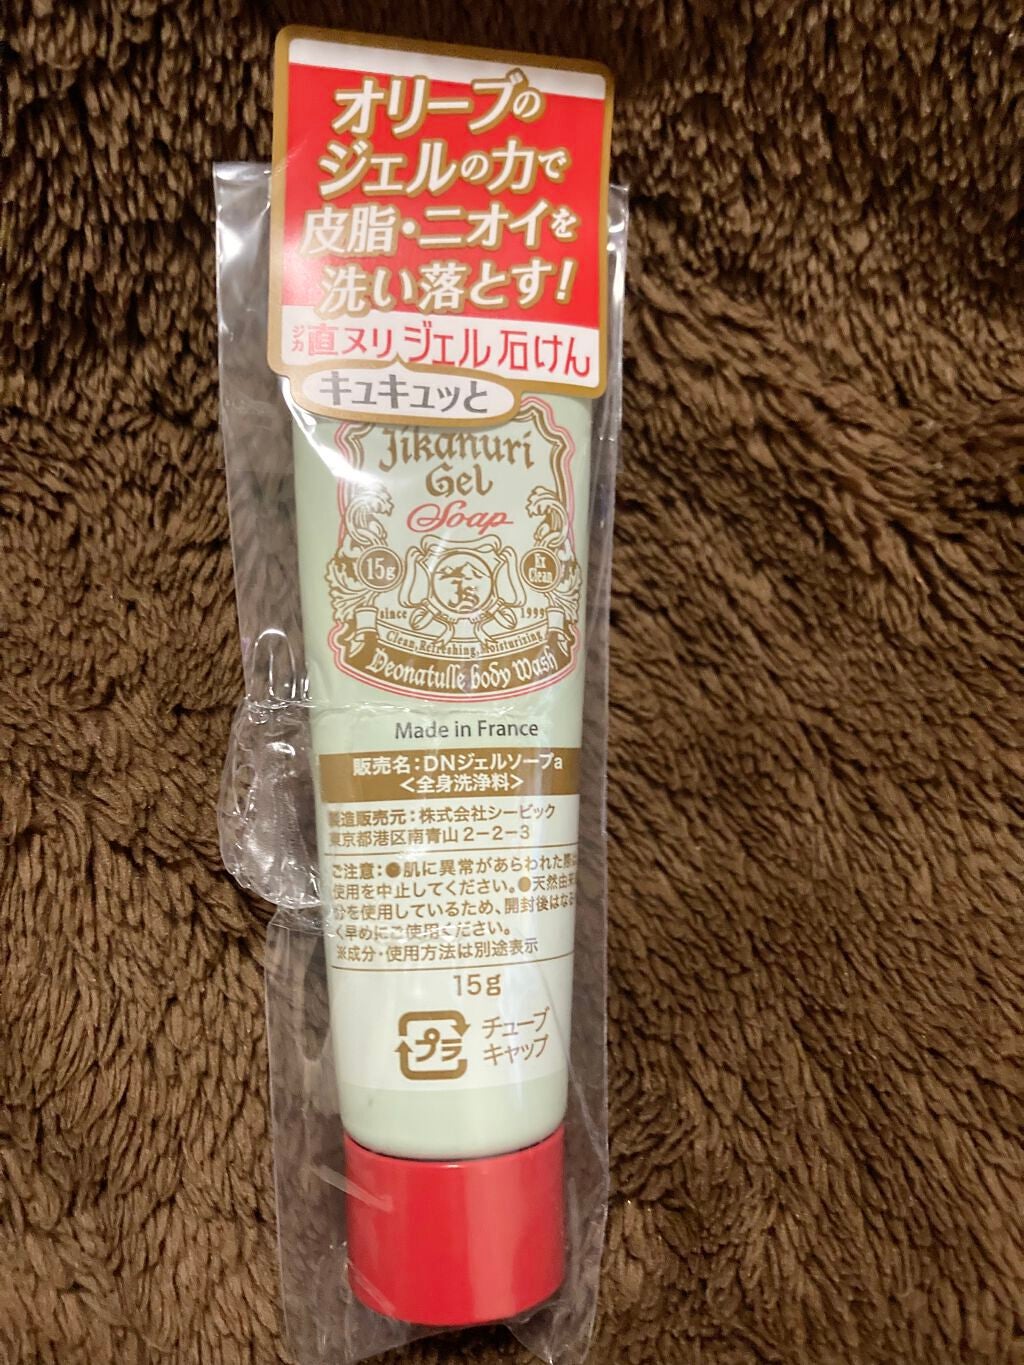 オリーブの
ジェルの力で
皮脂・ニオイを
洗い落とす!
ジカ
直ヌリジェル石けん
キュキュッと
Jikanuri
Gel
Soap
15g
Ex
Clean
JS
since 1999
Clean, Refreshing, Moisturizing
Deonatulle body Wash
Made in France
販売名:DNジェルソープa
<全身洗浄料>
製造販売元:株式会社シービック
東京都港区南青山2-2-3
ご注意:●肌に異常があらわれた際は
使用を中止してください。●天然由来
分を使用しているため、開封後はなる
く早めにご使用ください。
※成分・使用方法は別途表示
15g
プラ
チューブ
キャップ